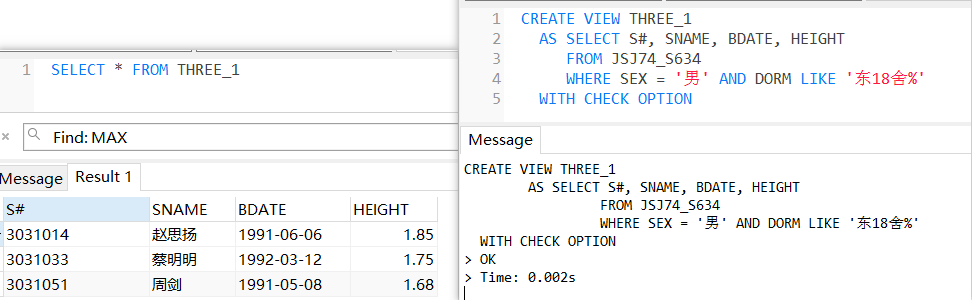 1 SELECT * FROM THREE_1
× Find: MAX
Message Result 1
S# SNAME BDATE HEIGHT
3031014 赵思扬 1991-06-06 1.85
3031033 蔡明明 1992-03-12 1.75
3031051 周剑 1991-05-08 1.68
1 CREATE VIEW THREE_1
2 AS SELECT S#, SNAME, BDATE, HEIGHT
3 FROM JSJ74_S634
4 WHERE SEX = '男' AND DORM LIKE '东18舍%'
5 WITH CHECK OPTION
Message
CREATE VIEW THREE_1
AS SELECT S#, SNAME, BDATE, HEIGHT
FROM JSJ74_S634
WHERE SEX = '男' AND DORM LIKE '东18舍%'
WITH CHECK OPTION
> OK
> Time: 0.002s